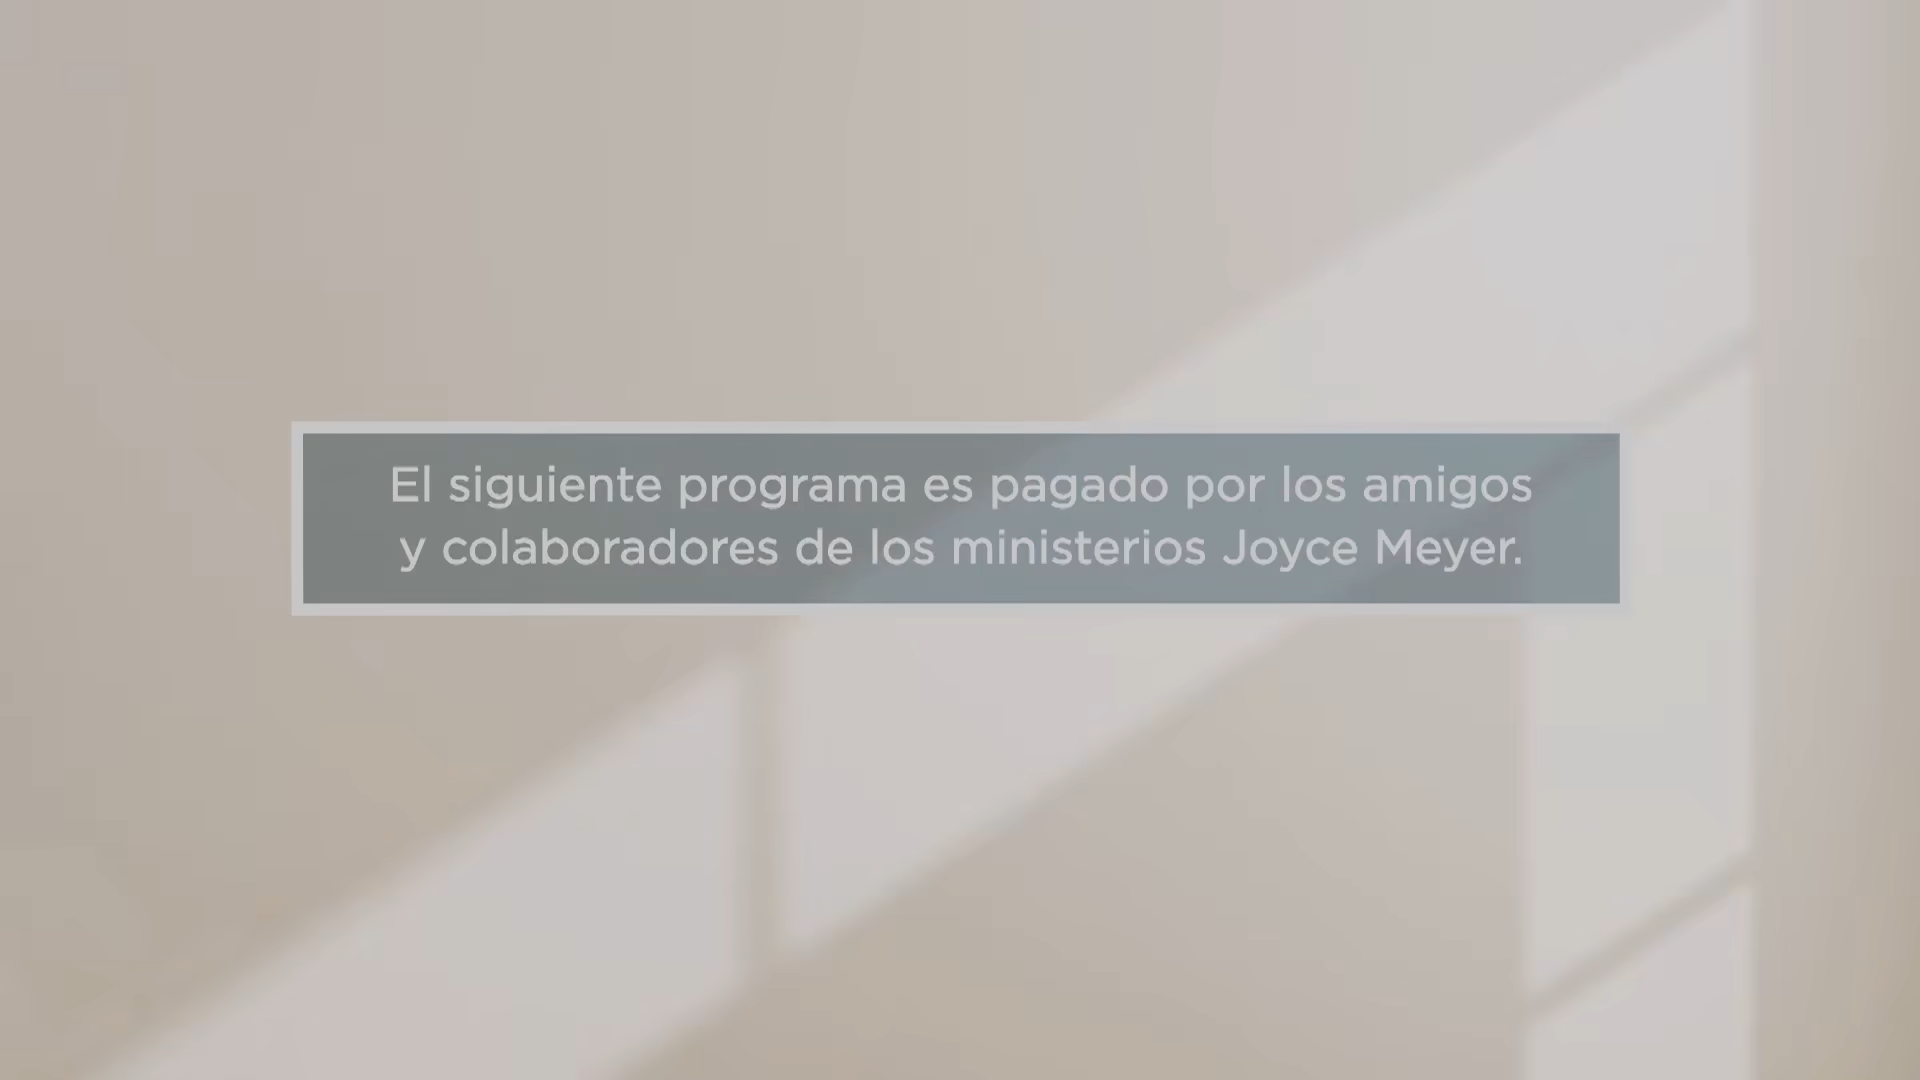 El siguiente programa es pagado por los amigos
y colaboradores de los ministerios Joyce Meyer.